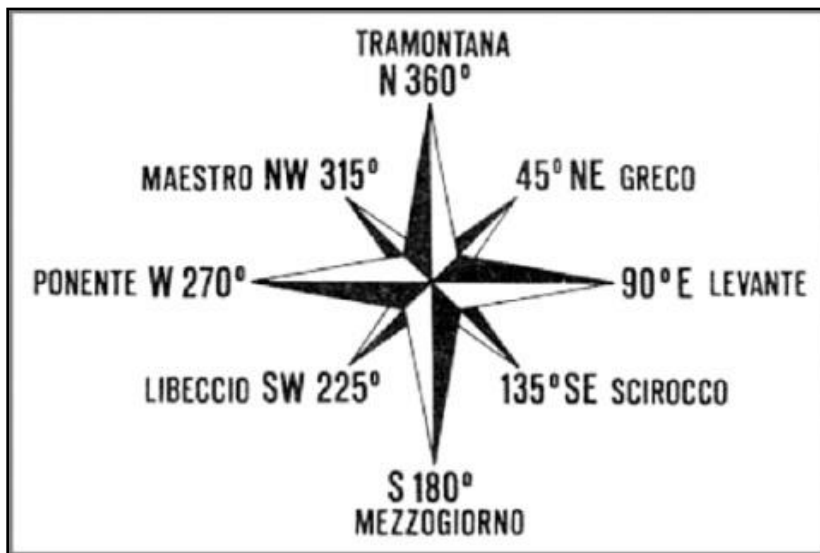 TRAMONTANA
N 360°
MAESTRO NW 315°
45° NE GRECO
PONENTE W 270°
90° E LEVANTE
LIBECCIO SW 225°
135° SE SCIROCCO
S 180°
MEZZOGIORNO